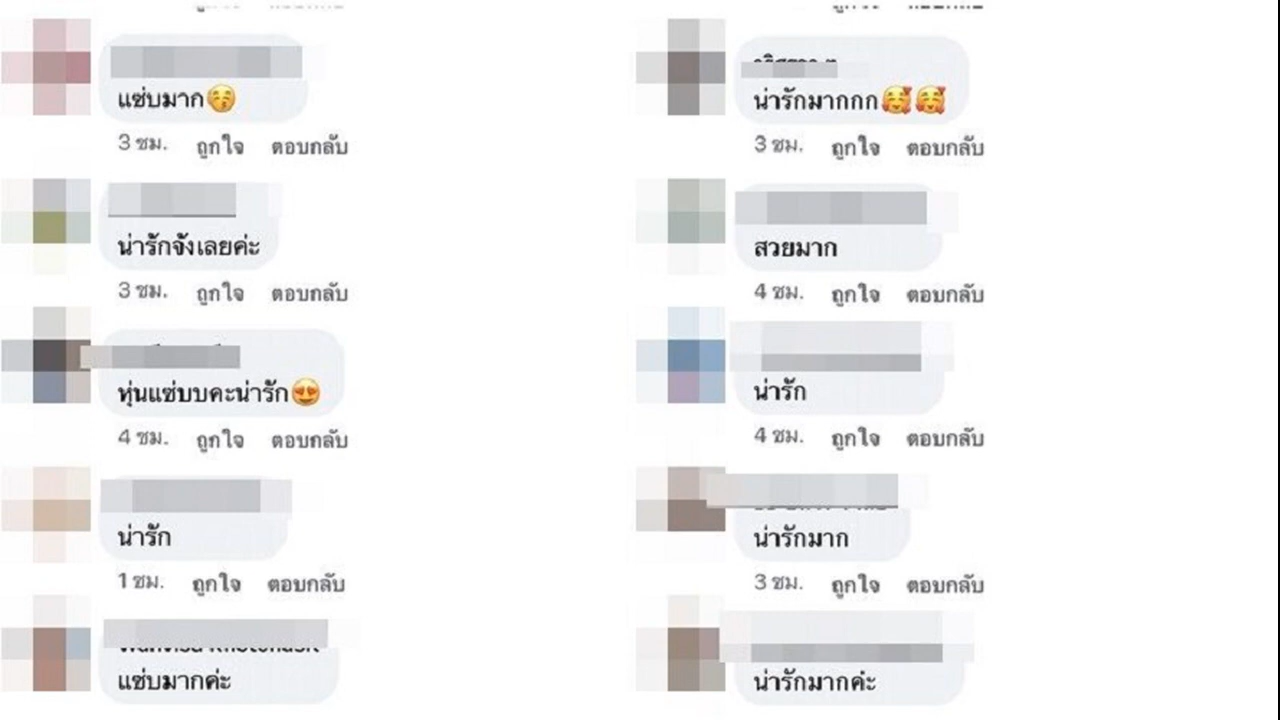 แซ่บมาก😚
3 ชม. ถูกใจ ตอบกลับ
น่ารักจังเลยค่ะ
3 ชม. ถูกใจ ตอบกลับ
หุ่นแซ่บบคะน่ารัก😍
4 ชม. ถูกใจ ตอบกลับ
น่ารัก
1 ชม. ถูกใจ ตอบกลับ
แซ่บมากค่ะ
น่ารักมากกก🥰🥰
3 ชม. ถูกใจ ตอบกลับ
สวยมาก
4 ชม. ถูกใจ ตอบกลับ
น่ารัก
4 ชม. ถูกใจ ตอบกลับ
น่ารักมาก
3 ชม. ถูกใจ ตอบกลับ
น่ารักมากค่ะ